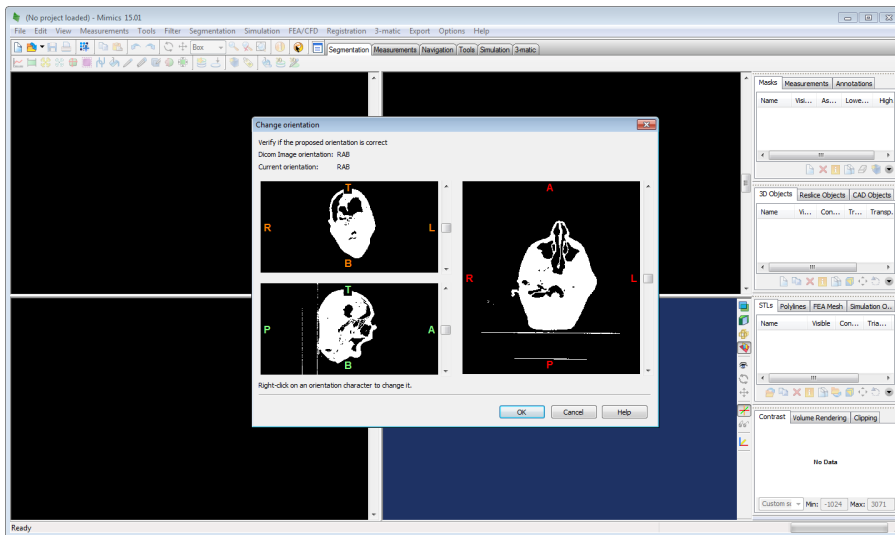 (No project loaded) - Mimics 15.01
File Edit View Measurements Tools Filter Segmentation Simulation FEA/CFD Registration 3-matic Export Options Help
Box Segmentation Measurements Navigation Tools Simulation 3-matic
Masks Measurements Annotations
Name Visi... As... Lowe... High
Change orientation
Verify if the proposed orientation is correct
Dicom Image orientation: RAB
Current orientation: RAB
T
R L
B
T
P A
B
A
R L
P
Right-click on an orientation character to change it.
OK Cancel Help
3D Objects Reslice Objects CAD Objects
Name Vi... Con... Tr... Transp.
STLs Polylines FEA Mesh Simulation O...
Name Visible Con... Tria...
Contrast Volume Rendering Clipping
No Data
Custom s Min: -1024 Max: 3071
Ready